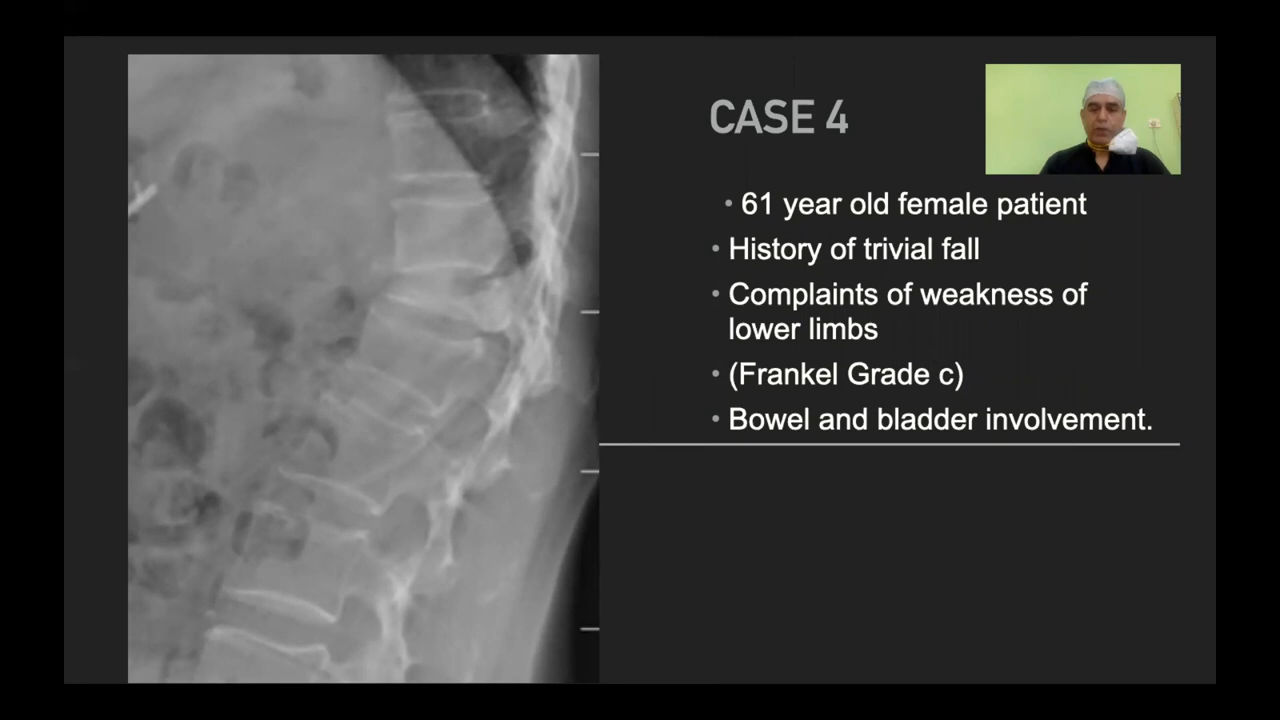 CASE 4
• 61 year old female patient
• History of trivial fall
• Complaints of weakness of
lower limbs
• (Frankel Grade c)
• Bowel and bladder involvement.